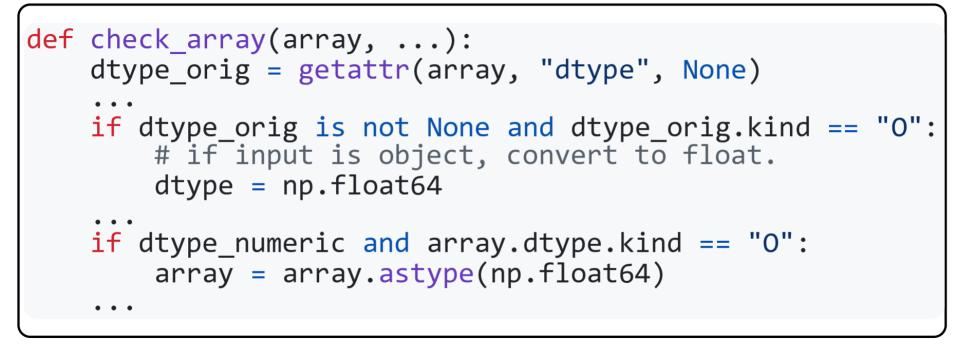 def check_array(array, ...):
    dtype_orig = getattr(array, "dtype", None)
    ...
    if dtype_orig is not None and dtype_orig.kind == "O":
        # if input is object, convert to float.
        dtype = np.float64
    ...
    if dtype_numeric and array.dtype.kind == "O":
        array = array.astype(np.float64)
    ...